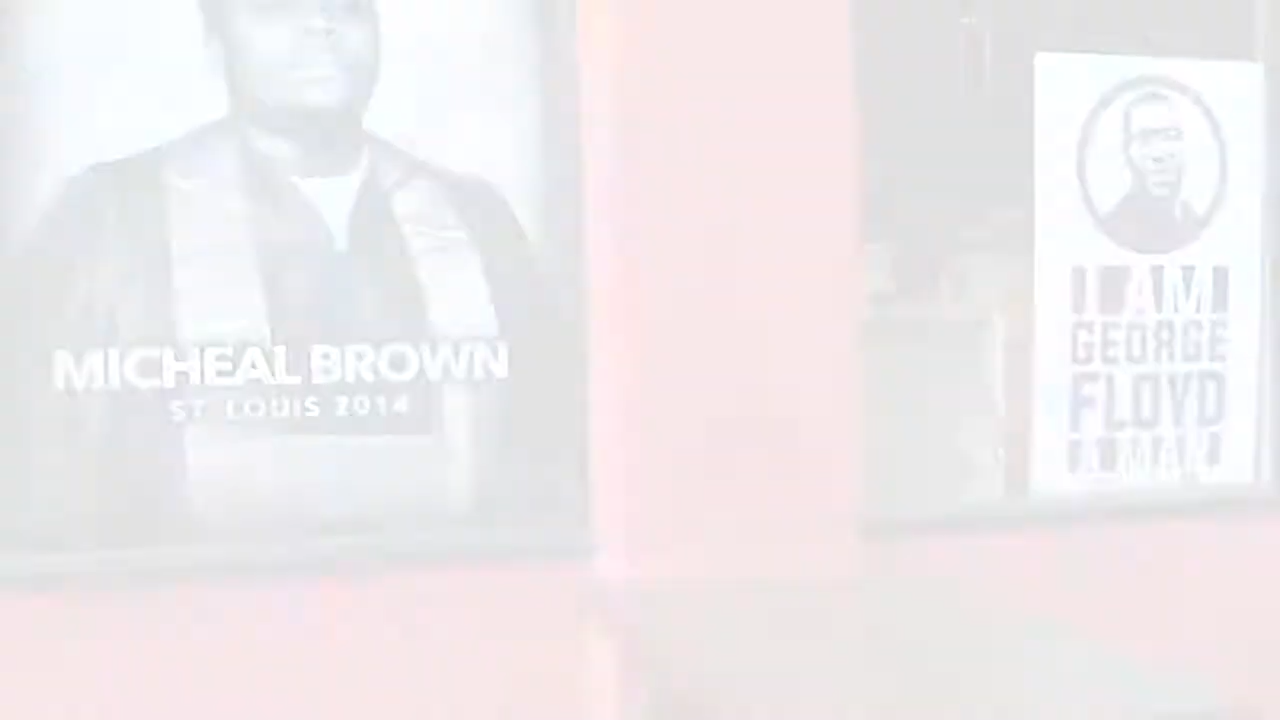 MICHEAL BROWN
ST. LOUIS 2014
I AM
GEORGE
FLOYD
A MAN